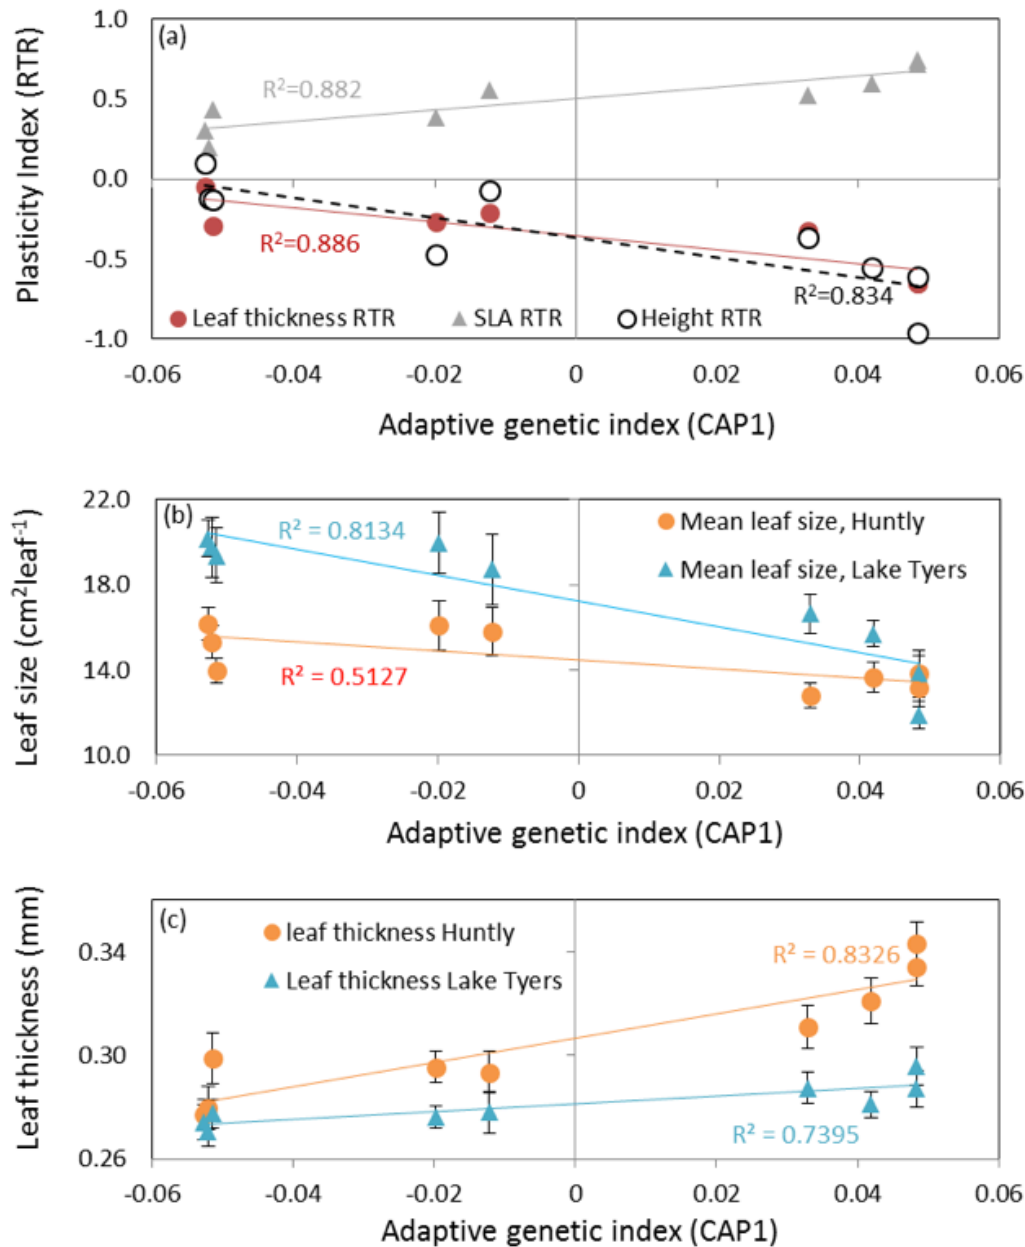 (a)
1.0
0.5
0.0
-0.5
-1.0
Plasticity Index (RTR)
R²=0.882
R²=0.886
R²=0.834
Leaf thickness RTR
SLA RTR
Height RTR
-0.06 -0.04 -0.02 0 0.02 0.04 0.06
Adaptive genetic index (CAP1)
(b)
22.0
18.0
14.0
10.0
Leaf size (cm²leaf⁻¹)
R² = 0.8134
R² = 0.5127
Mean leaf size, Huntly
Mean leaf size, Lake Tyers
-0.06 -0.04 -0.02 0 0.02 0.04 0.06
Adaptive genetic index (CAP1)
(c)
0.34
0.30
0.26
Leaf thickness (mm)
leaf thickness Huntly
Leaf thickness Lake Tyers
R² = 0.8326
R² = 0.7395
-0.06 -0.04 -0.02 0 0.02 0.04 0.06
Adaptive genetic index (CAP1)